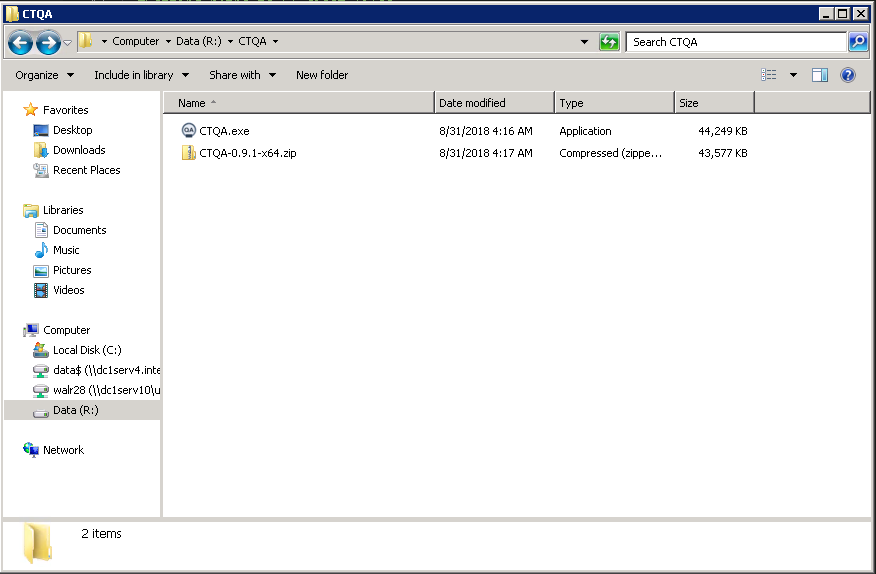 CTQA
Computer Data (R:) CTQA
Search CTQA
Organize Include in library Share with New folder
Name Date modified Type Size
QA CTQA.exe 8/31/2018 4:16 AM Application 44,249 KB
CTQA-0.9.1-x64.zip 8/31/2018 4:17 AM Compressed (zippe... 43,577 KB
Favorites
Desktop
Downloads
Recent Places
Libraries
Documents
Music
Pictures
Videos
Computer
Local Disk (C:)
data$ (\\dc1serv4.inte
walr28 (\\dc1serv10\u
Data (R:)
Network
2 items